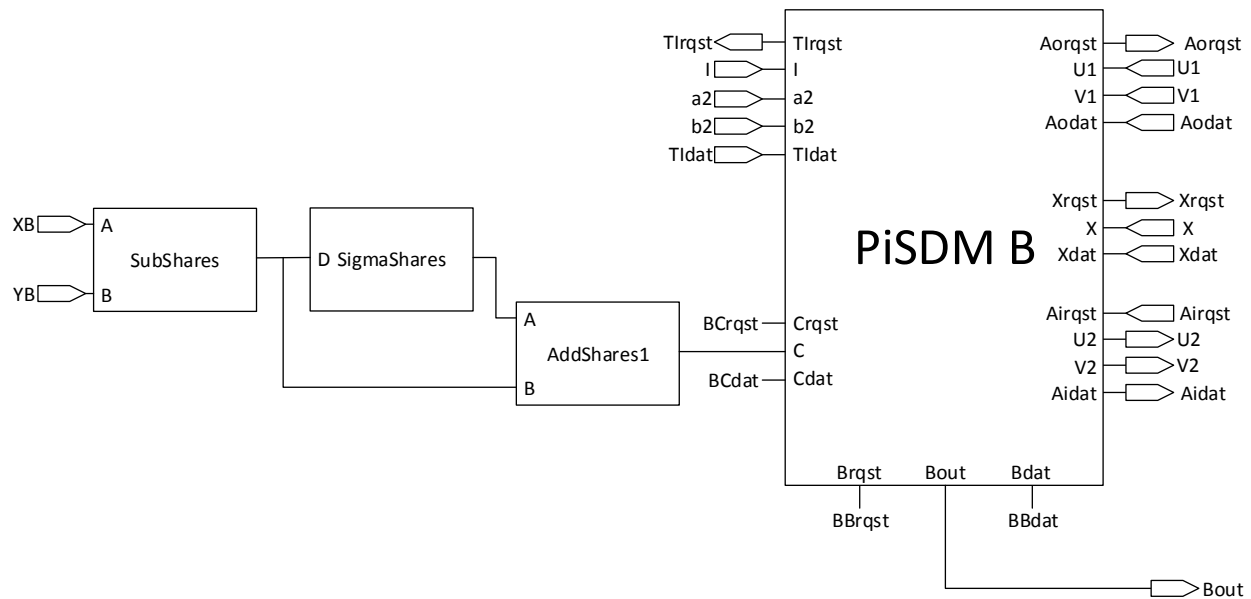 TIrqst TIrqst Aorqst Aorqst
I I U1 U1
a2 a2 V1 V1
b2 b2 Aodat Aodat
TIdat TIdat
Xrqst Xrqst
XB A X X
SubShares D SigmaShares PiSDM B Xdat Xdat
YB B
Airqst Airqst
A BCrqst Crqst U2 U2
AddShares1 C V2 V2
B BCdat Cdat Aidat Aidat
Brqst Bout Bdat
BBrqst BBdat
Bout